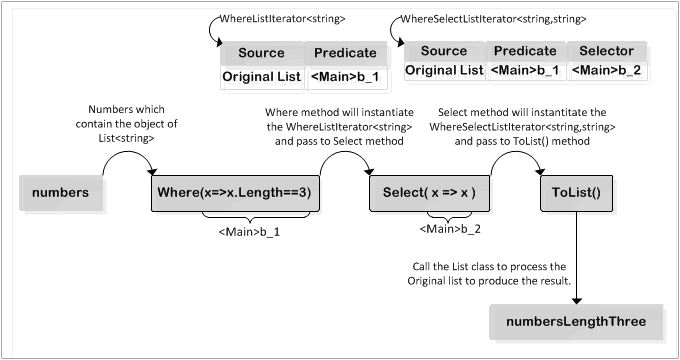 WhereListIterator<string>
Source Predicate
Original List <Main>b_1
WhereSelectListIterator<string,string>
Source Predicate Selector
Original List <Main>b_1 <Main>b_2
Numbers which
contain the object of
List<string>
Where method will instantiate
the WhereListIterator<string>
and pass to Select method
Select method will instatitate the
WhereSelectListIterator<string,string>
and pass to ToList() method
numbers
Where(x=>x.Length==3)
Select( x => x )
ToList()
<Main>b_1
<Main>b_2
Call the List class to process the
Original list to produce the result.
numbersLengthThree